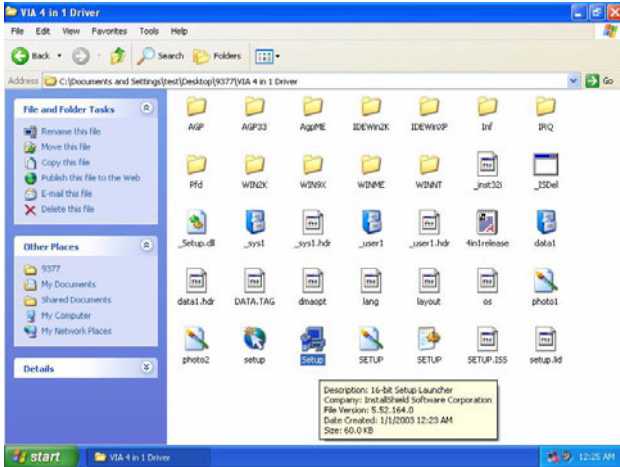 VIA 4 in 1 Driver
File Edit View Favorites Tools Help
Back Search Folders
Address C:\Documents and Settings\test\Desktop\9377\VIA 4 in 1 Driver Go
File and Folder Tasks
Rename this file
Move this file
Copy this file
Publish this file to the Web
E-mail this file
Delete this file
Other Places
9377
My Documents
Shared Documents
My Computer
My Network Places
Details
AGP AGP33 AgpME IDEWin2K IDEWinXP Inf IRQ
Pfd WIN2K WIN9X WINME WINNT _inst32i _ISDel
_Setup.dll _sys1 _sys1.hdr _user1 _user1.hdr 4in1release data1
data1.hdr DATA.TAG dmaopt lang layout os photo1
photo2 setup Setup SETUP SETUP SETUP.ISS setup.lid
Description: 16-bit Setup Launcher
Company: InstallShield Software Corporation
File Version: 5.52.164.0
Date Created: 1/1/2003 12:23 AM
Size: 60.0 KB
start VIA 4 in 1 Driver 12:25 AM